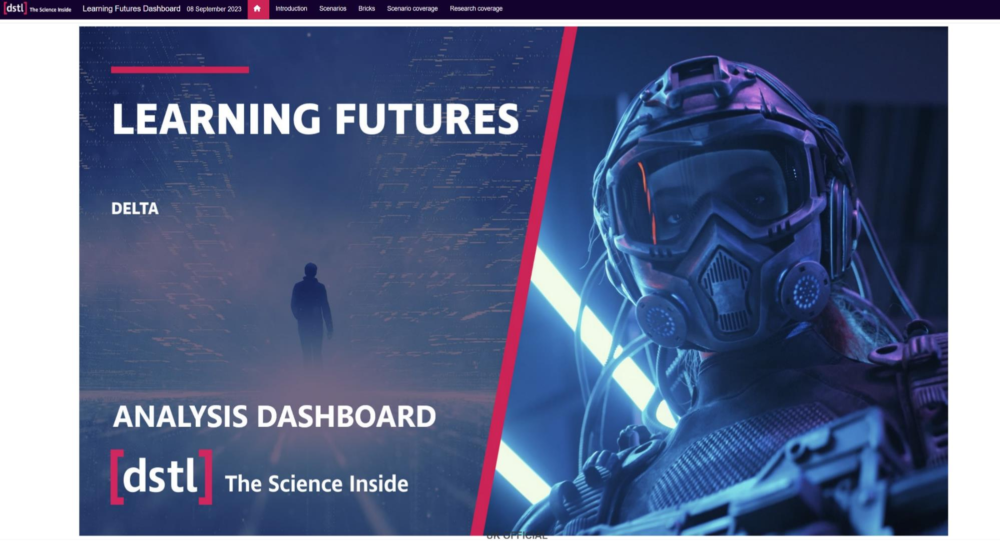 [dstl] The Science Inside Learning Futures Dashboard 08 September 2023 Introduction Scenarios Bricks Scenario coverage Research coverage
LEARNING FUTURES
DELTA
ANALYSIS DASHBOARD
[dstl] The Science Inside
UK OFFICIAL